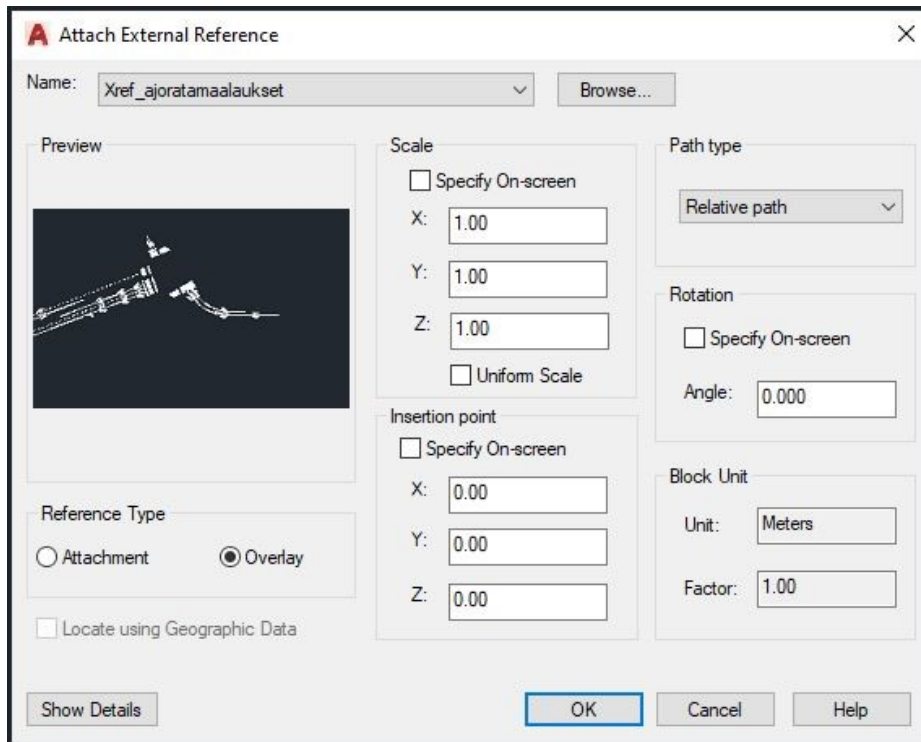 Attach External Reference
Name: Xref_ajoratamaalaukset Browse...
Preview
Scale
Specify On-screen
X: 1.00
Y: 1.00
Z: 1.00
Uniform Scale
Path type
Relative path
Rotation
Specify On-screen
Angle: 0.000
Insertion point
Specify On-screen
X: 0.00
Y: 0.00
Z: 0.00
Block Unit
Unit: Meters
Factor: 1.00
Reference Type
Attachment Overlay
Locate using Geographic Data
Show Details OK Cancel Help